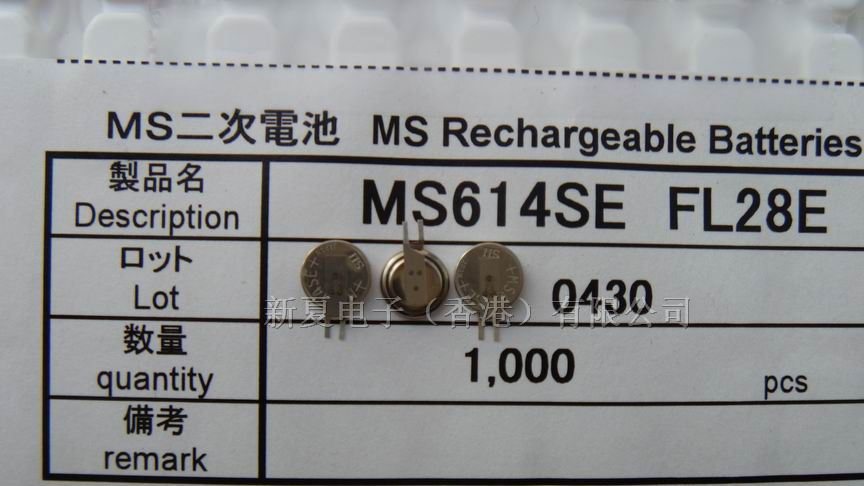 MS二次電池 MS Rechargeable Batteries
製品名
Description
MS614SE FL28E
ロット
Lot
0430
新夏电子（香港）有限公司
数量
quantity
1,000 pcs
備考
remark